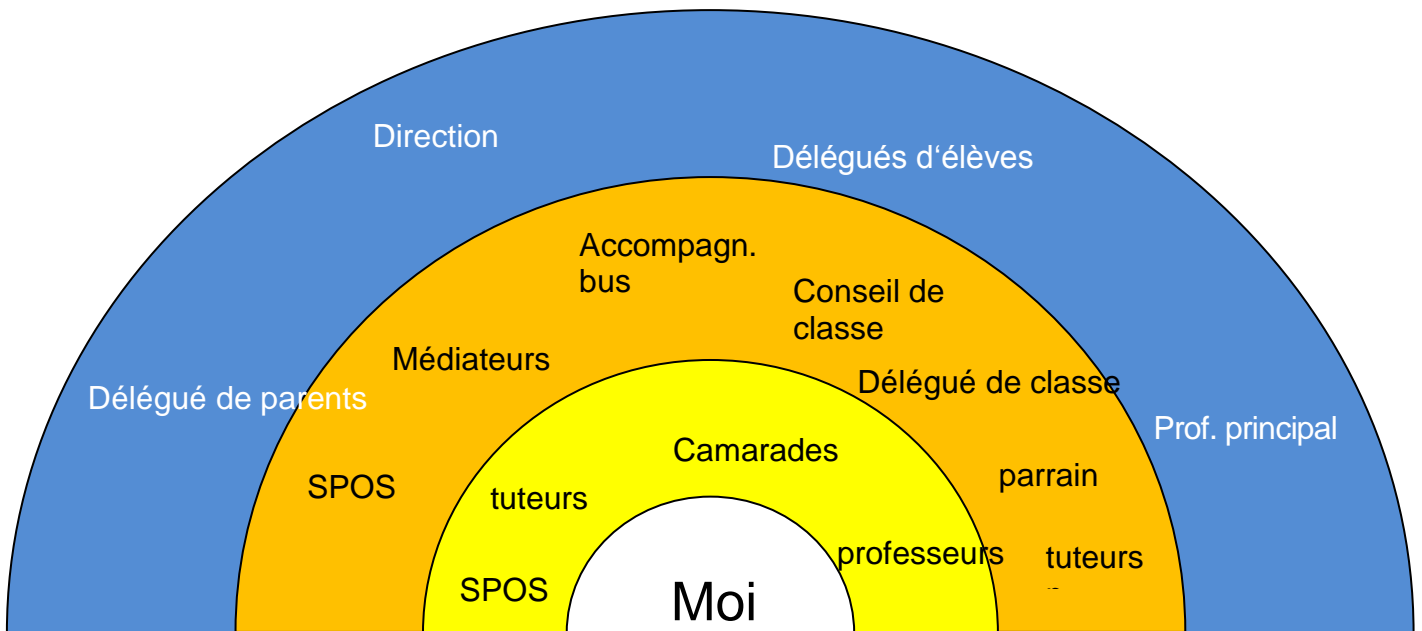 Direction
Délégués d‘élèves
Accompagn.
bus
Conseil de
classe
Médiateurs
Délégué de classe
Délégué de parents
Prof. principal
Camarades
parrain
SPOS
tuteurs
professeurs
tuteurs
SPOS
Moi